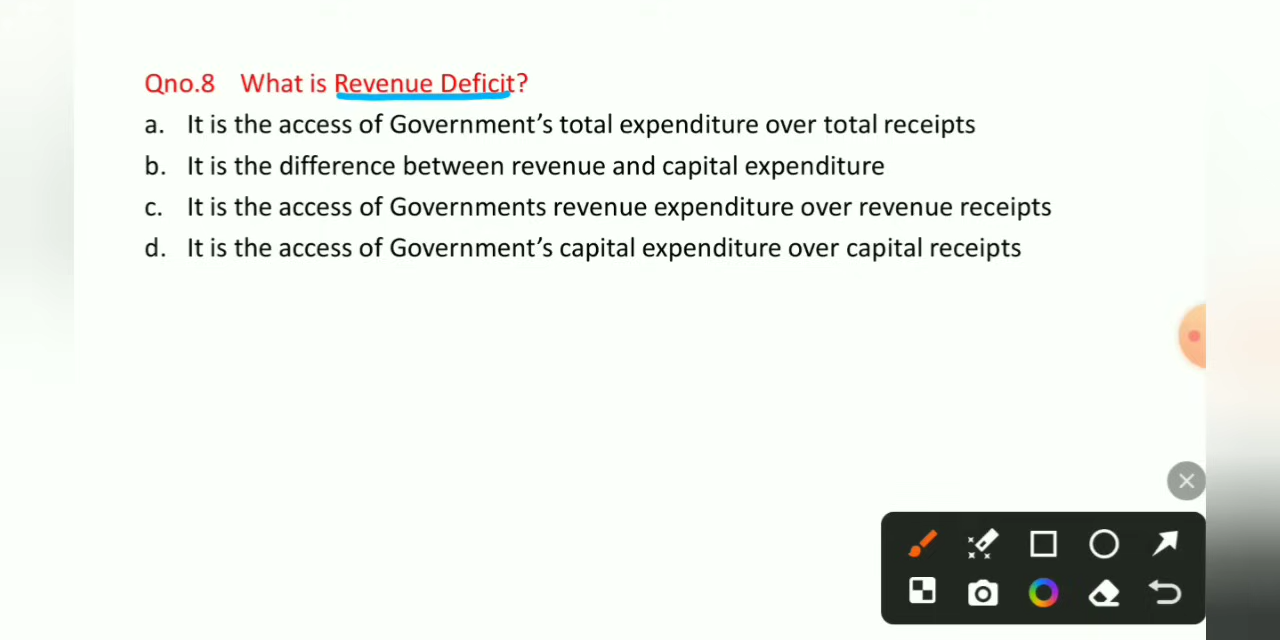 Qno.8 What is Revenue Deficit?
a. It is the access of Government’s total expenditure over total receipts
b. It is the difference between revenue and capital expenditure
c. It is the access of Governments revenue expenditure over revenue receipts
d. It is the access of Government’s capital expenditure over capital receipts